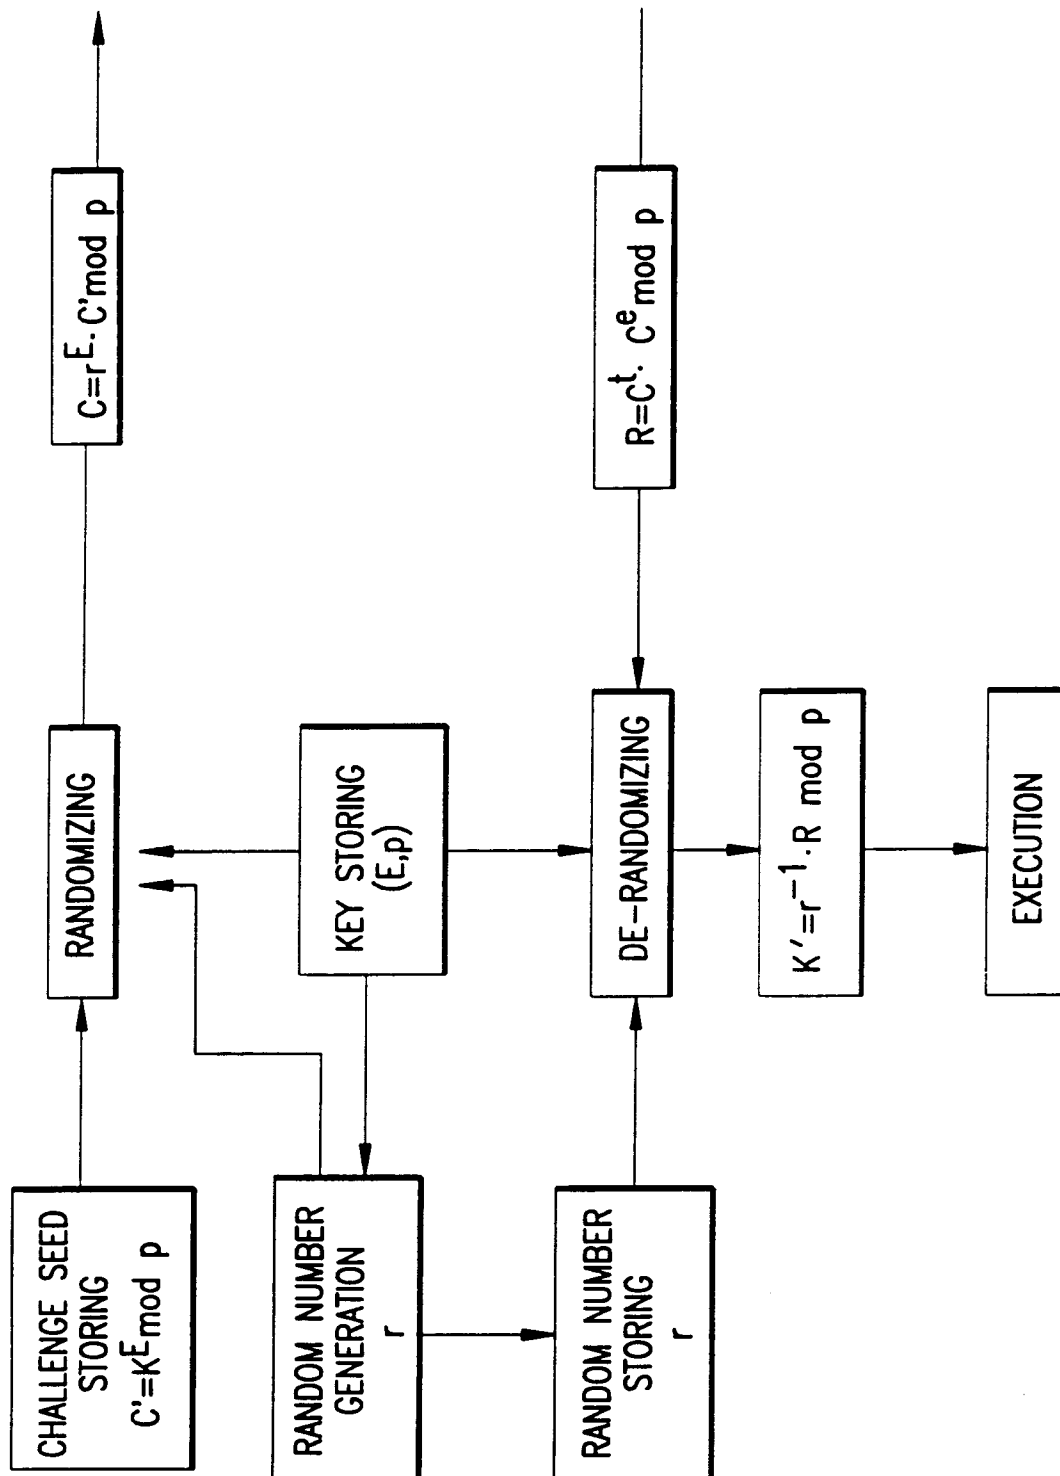 CHALLENGE SEED
STORING
C'=K^E mod p
RANDOMIZING
C=r^E·C'mod p
RANDOM NUMBER
GENERATION
r
KEY STORING
(E,p)
RANDOM NUMBER
STORING
r
DE-RANDOMIZING
R=C^t·C^e mod p
K'=r^-1·R mod p
EXECUTION